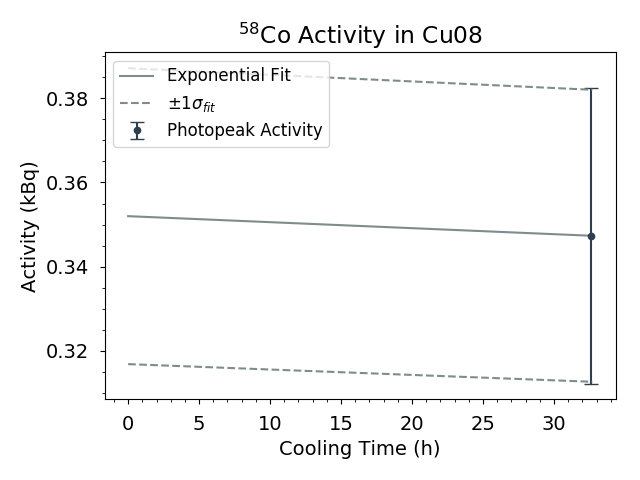 ⁵⁸Co Activity in Cu08
Exponential Fit
±1σ_fit
Photopeak Activity
Activity (kBq)
0.38
0.36
0.34
0.32
0 5 10 15 20 25 30
Cooling Time (h)